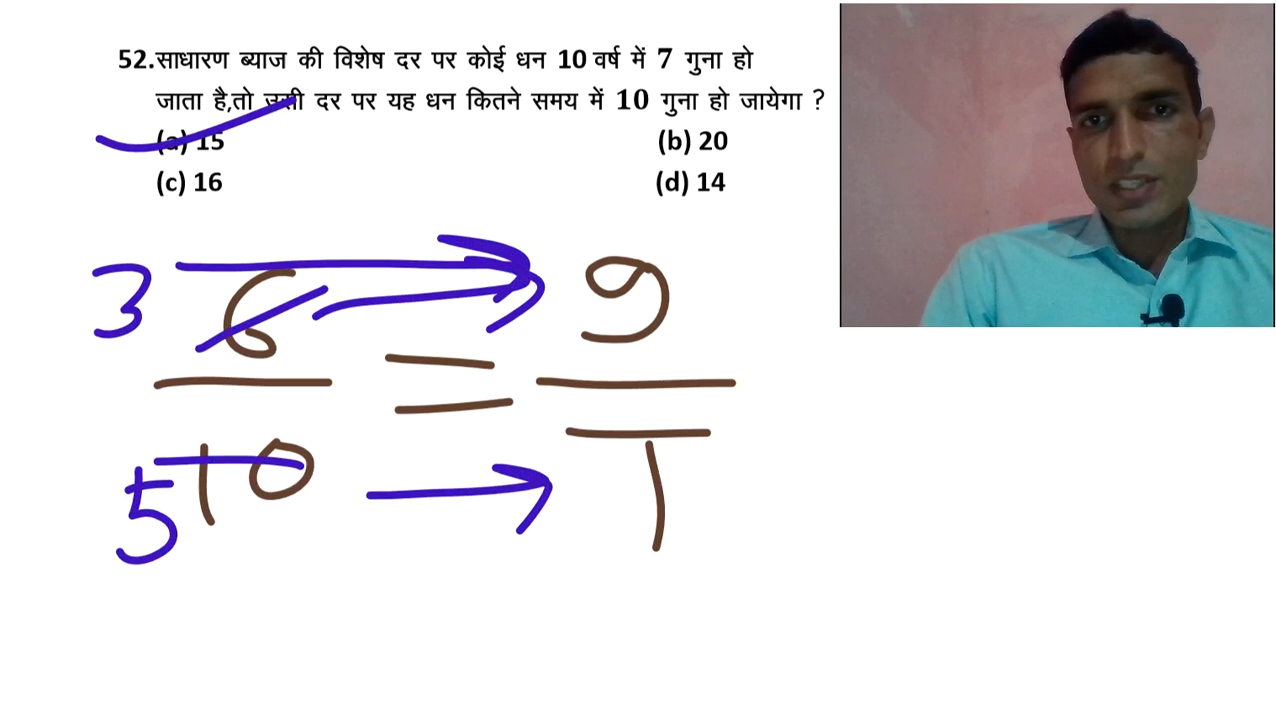 52.साधारण ब्याज की विशेष दर पर कोई धन 10 वर्ष में 7 गुना हो
जाता है,तो उसी दर पर यह धन कितने समय में 10 गुना हो जायेगा ?
(a) 15 (b) 20
(c) 16 (d) 14
3 6 = 9
5 10 T